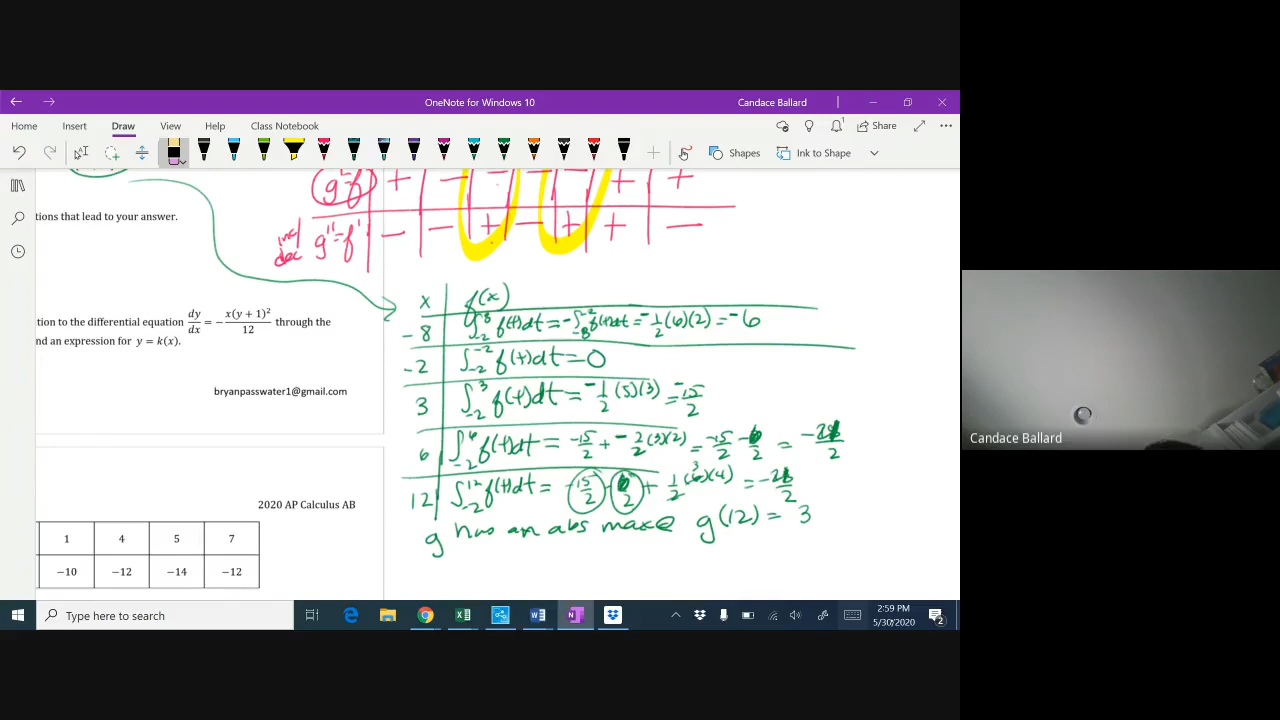 OneNote for Windows 10
Candace Ballard
Home Insert Draw View Help Class Notebook
Share
Shapes
Ink to Shape
g'=f + − − − + +
tions that lead to your answer.
inc/
dec g''=f' − − + − + + −
x f(x)
-8 ∫ f(t)dt = -∫ f(t)dt = -1/2(6)(2) = -6
tion to the differential equation dy/dx = − x(y + 1)²/12 through the
nd an expression for y = k(x).
-2 ∫_{-2}^{-2} f(t)dt = 0
bryanpasswater1@gmail.com
3 ∫_{-2}^{3} f(t)dt = -1/2(5)(3) = -15/2
6 ∫_{-2}^{6} f(t)dt = -15/2 + -2/2(3)(2) = -15/2 - 6/2 = /2
12 ∫_{-2}^{12} f(t)dt = -15/2 - 6/2 + 1/2(6)(4) = /2
2020 AP Calculus AB
g has an abs max @ g(12) = 3
1 4 5 7
−10 −12 −14 −12
Type here to search
2:59 PM
5/30/2020
2
Candace Ballard